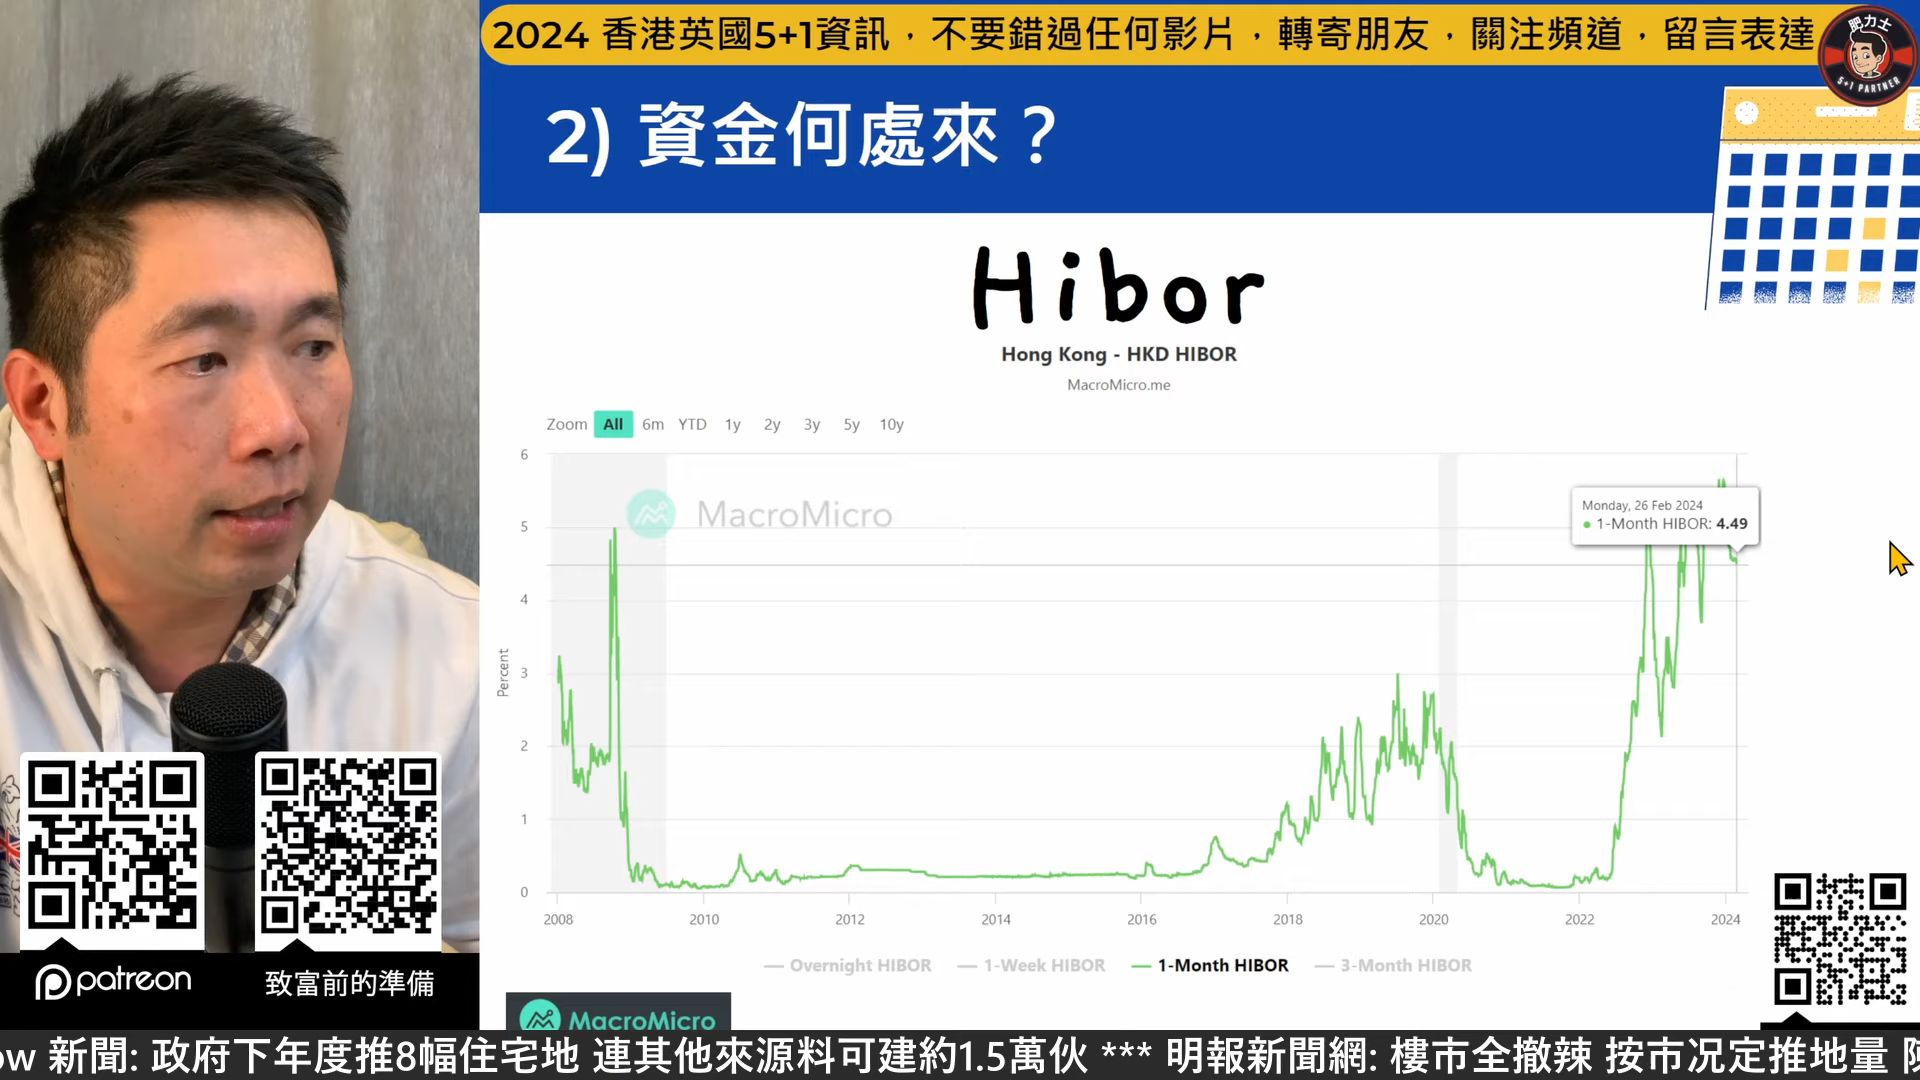 2024 香港英國5+1資訊，不要錯過任何影片，轉寄朋友，關注頻道，留言表達
肥力士
5+1 PARTNER
2) 資金何處來？
Hibor
Hong Kong - HKD HIBOR
MacroMicro.me
Zoom All 6m YTD 1y 2y 3y 5y 10y
MacroMicro
Monday, 26 Feb 2024
1-Month HIBOR: 4.49
Percent
6
5
4
3
2
1
0
2008 2010 2012 2014 2016 2018 2020 2022 2024
Overnight HIBOR 1-Week HIBOR 1-Month HIBOR 3-Month HIBOR
MacroMicro
patreon
致富前的準備
ow 新聞: 政府下年度推8幅住宅地 連其他來源料可建約1.5萬伙 *** 明報新聞網: 樓市全撤辣 按市況定推地量